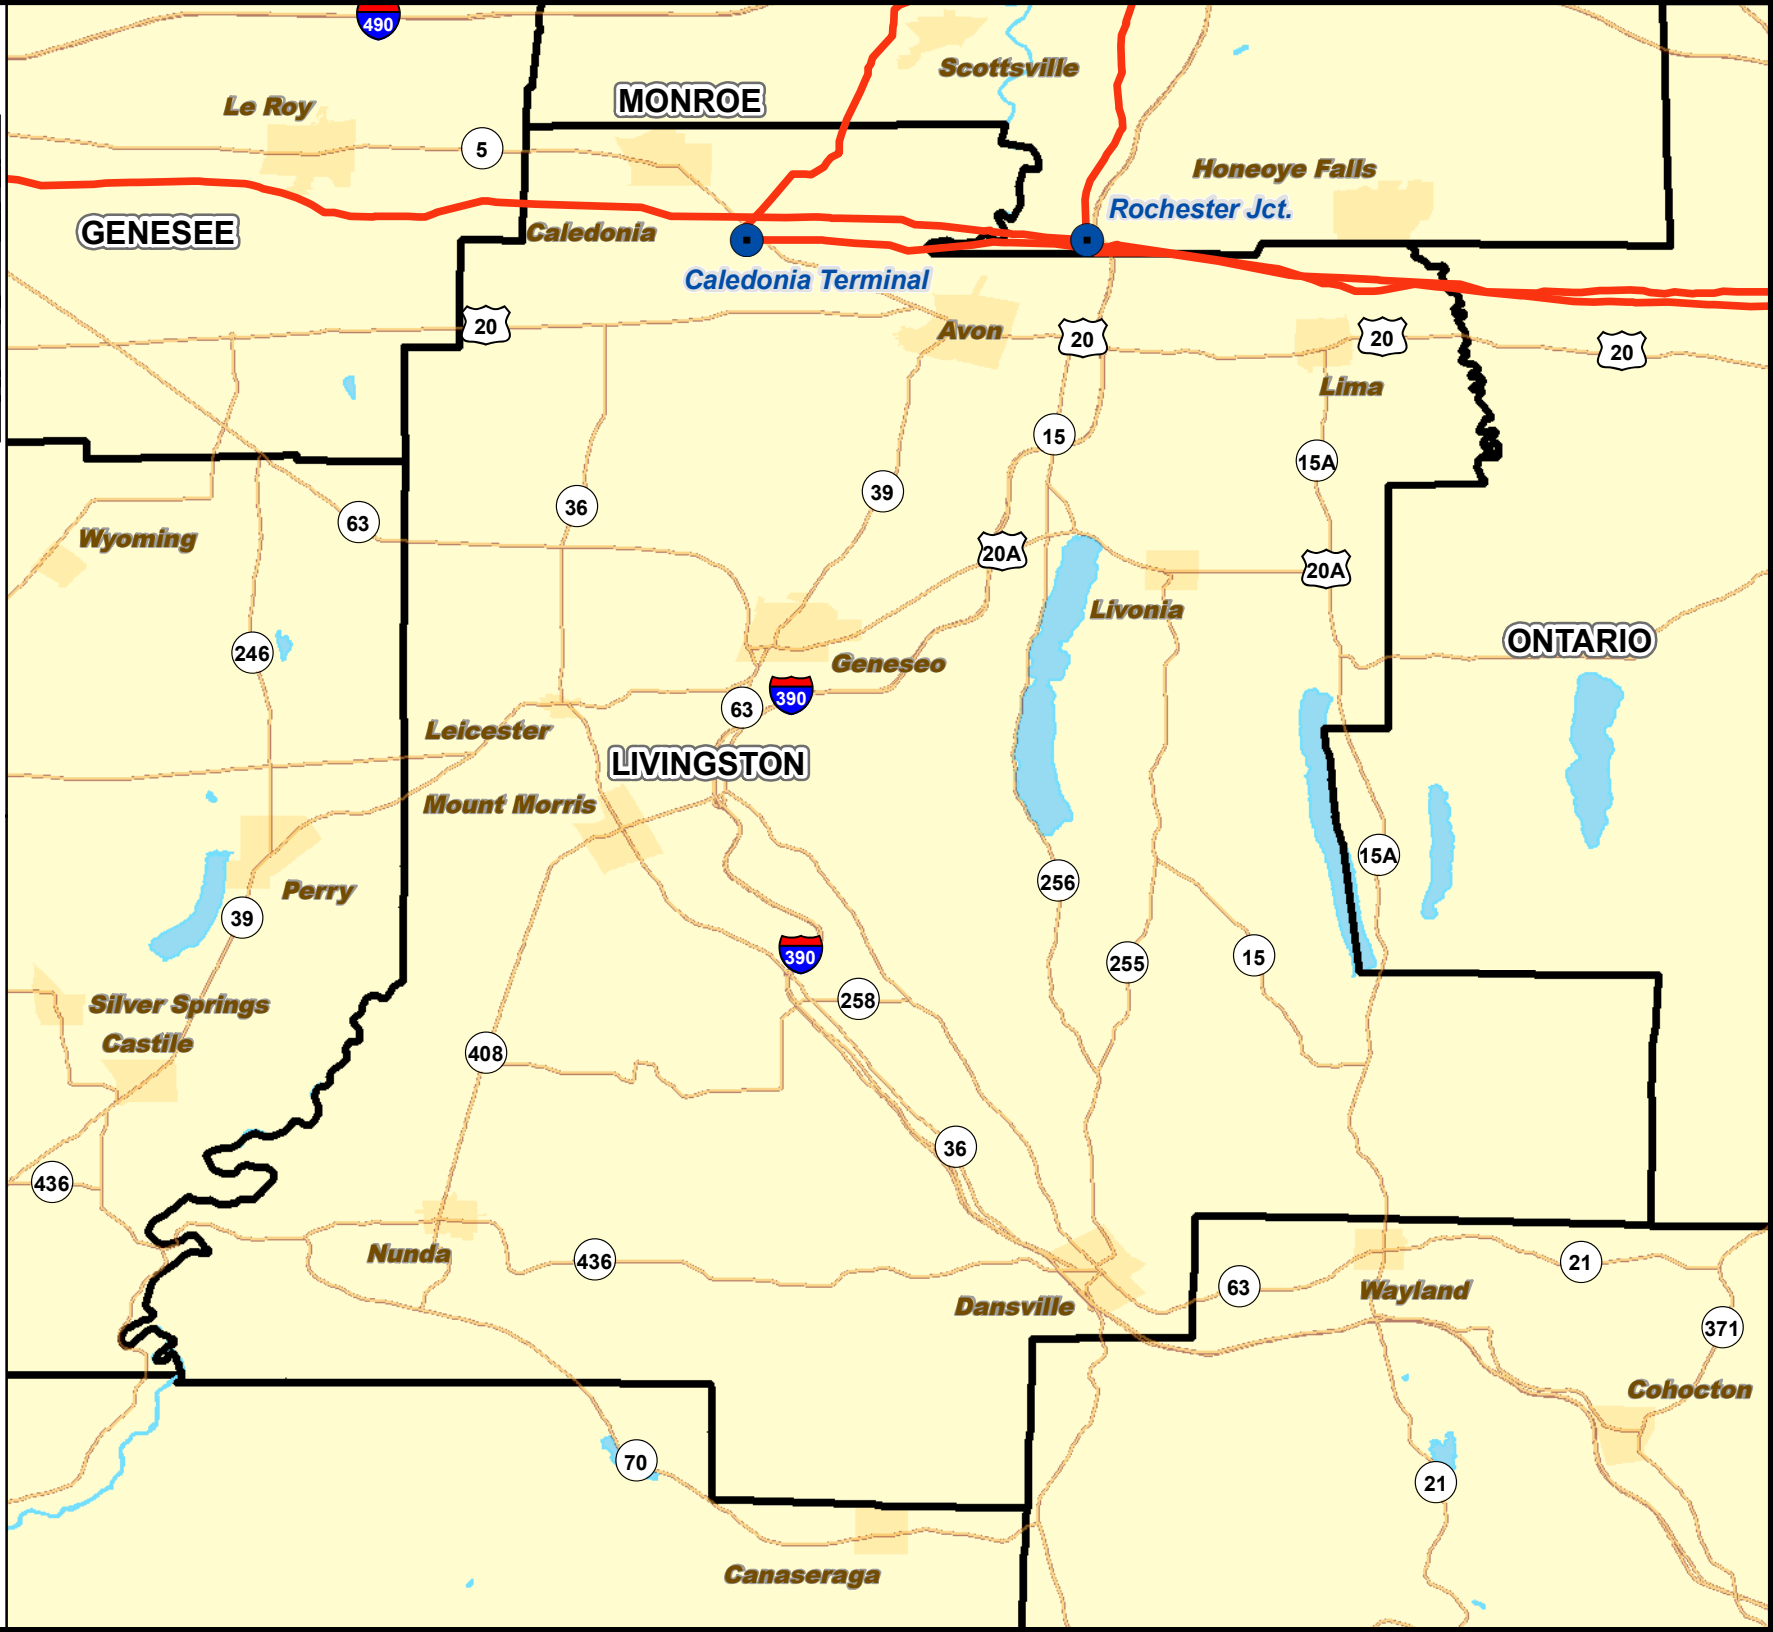 490
Scottsville
MONROE
Le Roy
5
Honeoye Falls
Rochester Jct.
GENESEE
Caledonia
Caledonia Terminal
20
Avon
20
20
20
Lima
15
15A
39
36
63
Wyoming
20A
20A
Livonia
ONTARIO
246
Geneseo
63
390
Leicester
LIVINGSTON
Mount Morris
15A
256
Perry
39
390
15
255
258
Silver Springs
Castile
408
36
436
Nunda
436
21
63
Wayland
Dansville
371
Cohocton
70
21
Canaseraga